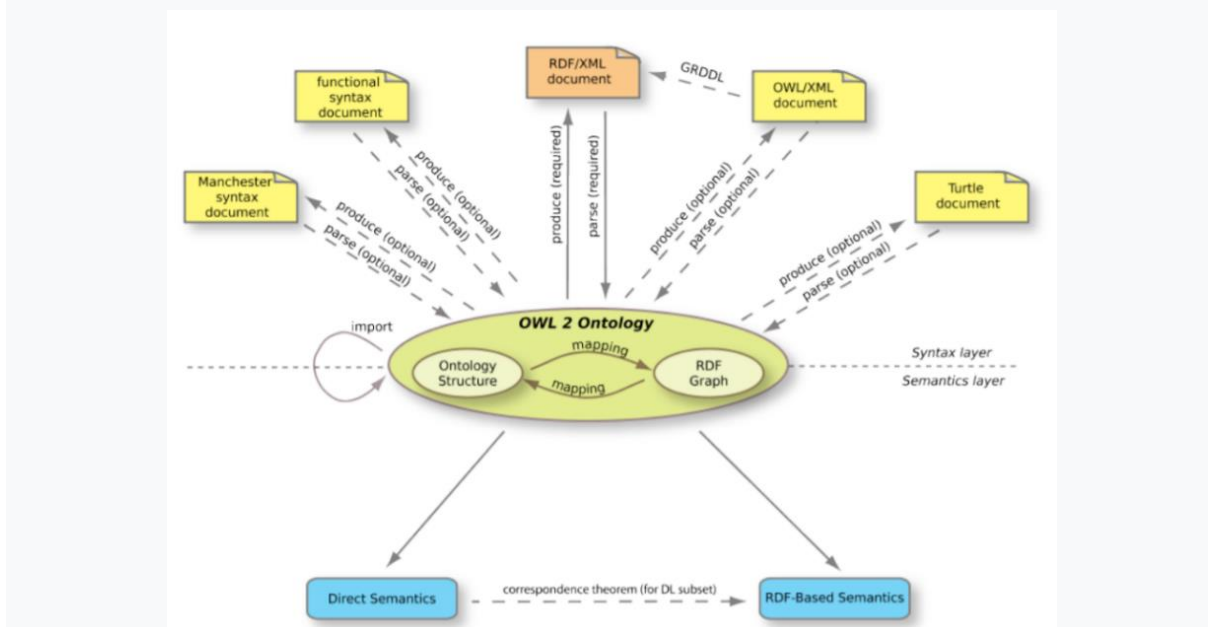 RDF/XML
document
GRDDL
functional
syntax
document
OWL/XML
document
Manchester
syntax
document
Turtle
document
produce (optional)
parse (optional)
produce (optional)
parse (optional)
produce (required)
parse (required)
produce (optional)
parse (optional)
produce (optional)
parse (optional)
import
OWL 2 Ontology
mapping
Ontology
Structure
RDF
Graph
mapping
Syntax layer
Semantics layer
Direct Semantics
correspondence theorem (for DL subset)
RDF-Based Semantics